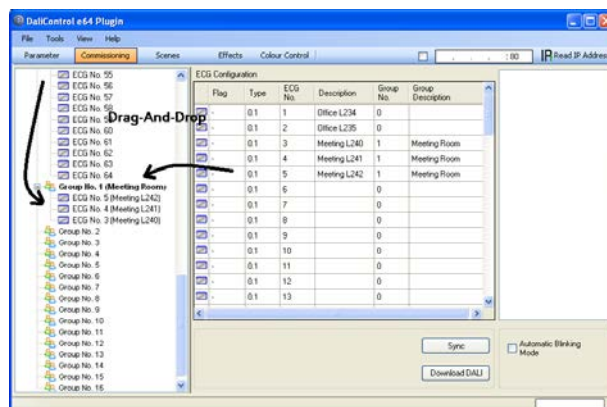 DaliControl e64 Plugin
File Tools View Help
Parameter Commissioning Scenes Effects Colour Control : 00 Read IP Address
ECG No. 55
ECG No. 56
ECG No. 57
ECG No. 58
ECG No. 59
Drag-And-Drop
ECG No. 60
ECG No. 61
ECG No. 62
ECG No. 63
ECG No. 64
Group No. 1 (Meeting Room)
ECG No. 5 (Meeting L242)
ECG No. 4 (Meeting L241)
ECG No. 3 (Meeting L240)
Group No. 2
Group No. 3
Group No. 4
Group No. 5
Group No. 6
Group No. 7
Group No. 8
Group No. 9
Group No. 10
Group No. 11
Group No. 12
Group No. 13
Group No. 14
Group No. 15
Group No. 16
ECG Configuration
Flag Type ECG No. Description Group No. Group Description
- 0.1 1 Office L234 0
- 0.1 2 Office L235 0
- 0.1 3 Meeting L240 1 Meeting Room
- 0.1 4 Meeting L241 1 Meeting Room
- 0.1 5 Meeting L242 1 Meeting Room
- 0.1 6 0
- 0.1 7 0
- 0.1 8 0
- 0.1 9 0
- 0.1 10 0
- 0.1 11 0
- 0.1 12 0
- 0.1 13 0
Sync
Download DALI
Automatic Blinking
Mode